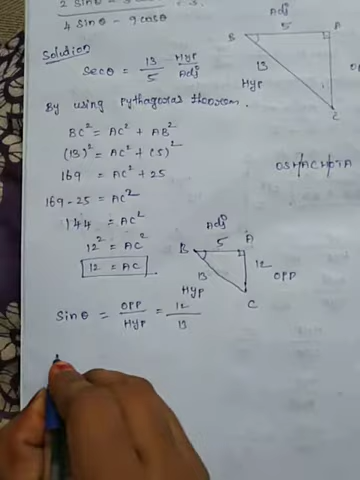 2 sinθ - 
4 sinθ - 9 cosθ
Solution
Secθ = 13 Hyp
5 Adj
By using Pythagoras theorem.
BC² = AC² + AB²
(13)² = AC² + (5)²
169 = AC² + 25
169 - 25 = AC²
144 = AC²
12² = AC²
12 = AC
Sinθ = OPP = 12
Hyp 13
Adj
B 5 A
13
Hyp
C
Adj
B 5 A
13 12
Hyp OPP
C